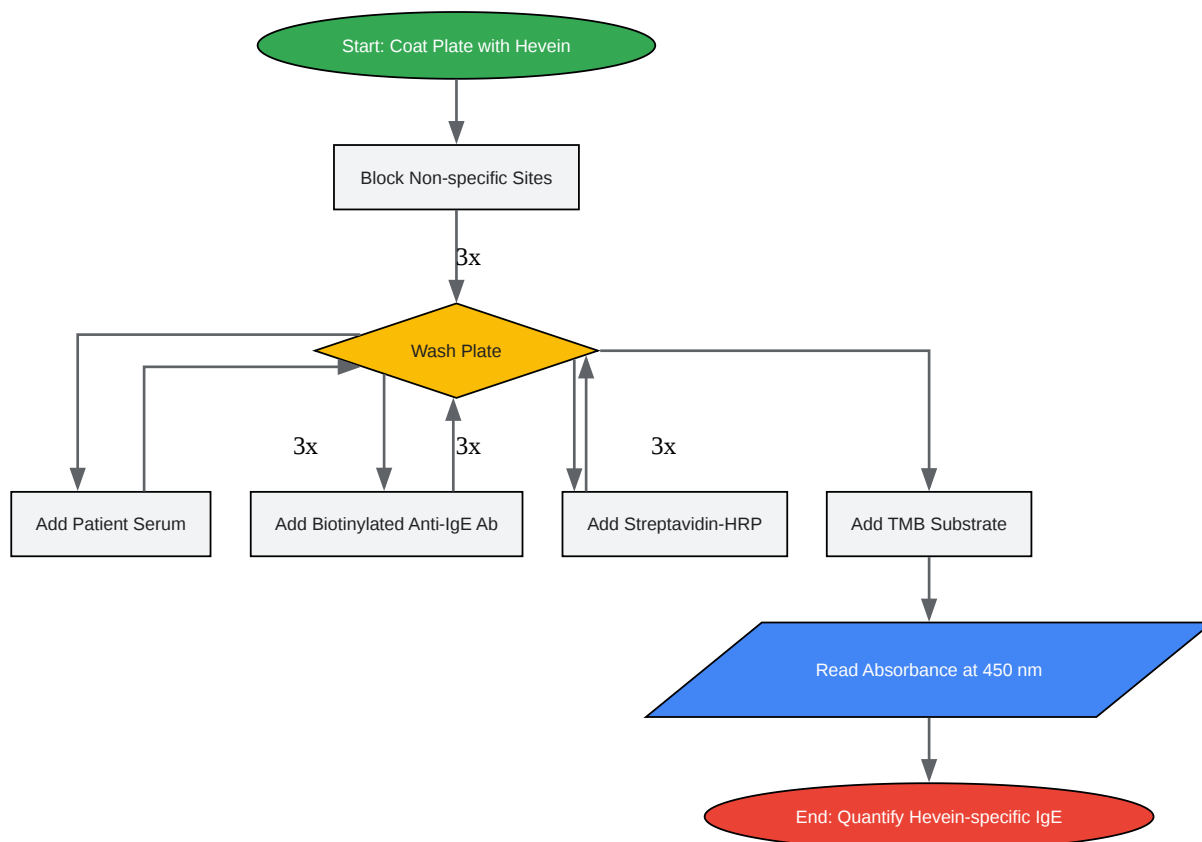 Start: Coat Plate with Hevein
Block Non-specific Sites
3x
Wash Plate
3x
3x
3x
Add Patient Serum
Add Biotinylated Anti-IgE Ab
Add Streptavidin-HRP
Add TMB Substrate
Read Absorbance at 450 nm
End: Quantify Hevein-specific IgE